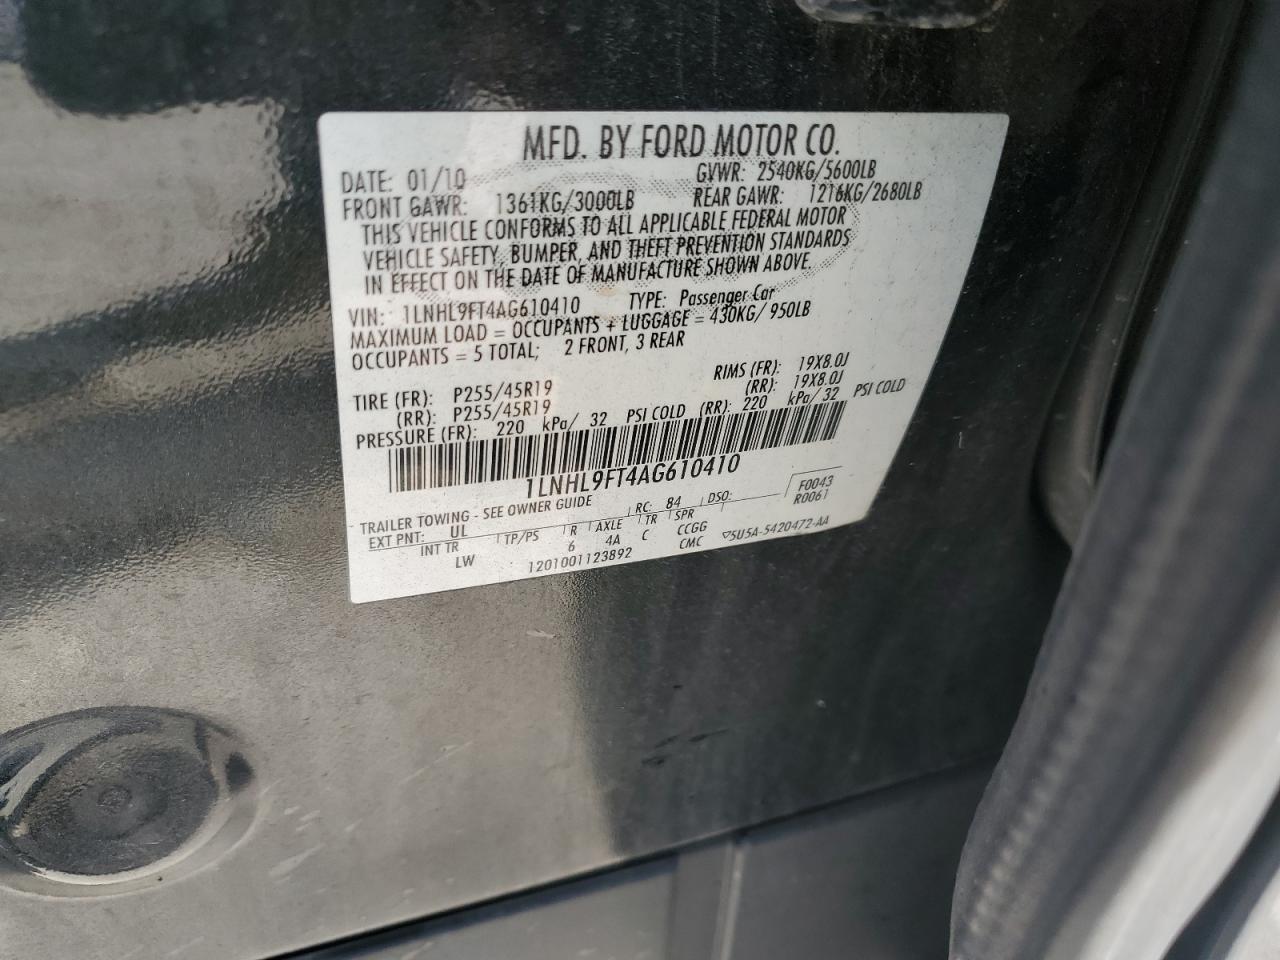 MFD. BY FORD MOTOR CO.
DATE: 01/10 GVWR: 2540KG/5600LB
FRONT GAWR: 1361KG/3000LB REAR GAWR: 1216KG/2680LB
THIS VEHICLE CONFORMS TO ALL APPLICABLE FEDERAL MOTOR
VEHICLE SAFETY, BUMPER, AND THEFT PREVENTION STANDARDS
IN EFFECT ON THE DATE OF MANUFACTURE SHOWN ABOVE.
VIN: 1LNHL9FT4AG610410 TYPE: Passenger Car
MAXIMUM LOAD = OCCUPANTS + LUGGAGE = 430KG/ 950LB
OCCUPANTS = 5 TOTAL; 2 FRONT, 3 REAR
TIRE (FR): P255/45R19 RIMS (FR): 19X8.0J
(RR): P255/45R19 (RR): 19X8.0J
PRESSURE (FR): 220 kPa/ 32 PSI COLD (RR): 220 kPa/ 32 PSI COLD
1LNHL9FT4AG610410
TRAILER TOWING - SEE OWNER GUIDE F0043
EXT PNT: UL RC: 84 DSO: R0061
INT TR TP/PS R AXLE TR SPR
LW 6 4A C CCGG 5U5A-5420472-AA
1201001123892 CMC